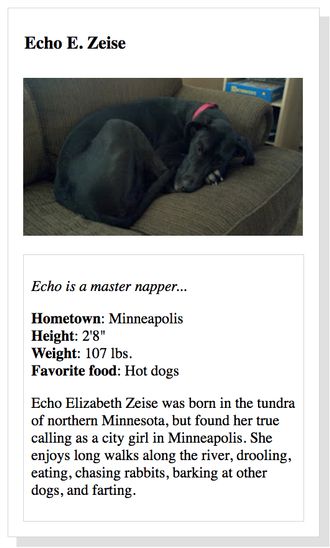 Echo E. Zeise
Echo is a master napper...
Hometown: Minneapolis
Height: 2'8"
Weight: 107 lbs.
Favorite food: Hot dogs
Echo Elizabeth Zeise was born in the tundra
of northern Minnesota, but found her true
calling as a city girl in Minneapolis. She
enjoys long walks along the river, drooling,
eating, chasing rabbits, barking at other
dogs, and farting.